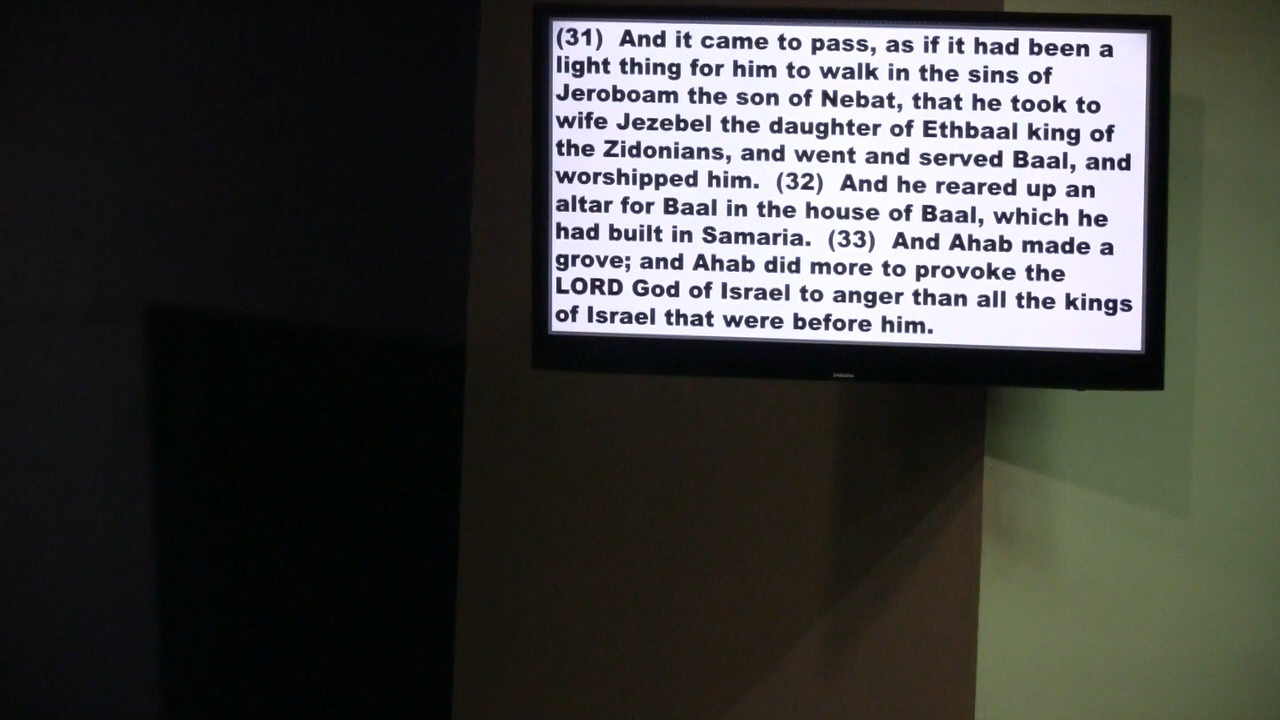 (31) And it came to pass, as if it had been a
light thing for him to walk in the sins of
Jeroboam the son of Nebat, that he took to
wife Jezebel the daughter of Ethbaal king of
the Zidonians, and went and served Baal, and
worshipped him. (32) And he reared up an
altar for Baal in the house of Baal, which he
had built in Samaria. (33) And Ahab made a
grove; and Ahab did more to provoke the
LORD God of Israel to anger than all the kings
of Israel that were before him.
SAMSUNG